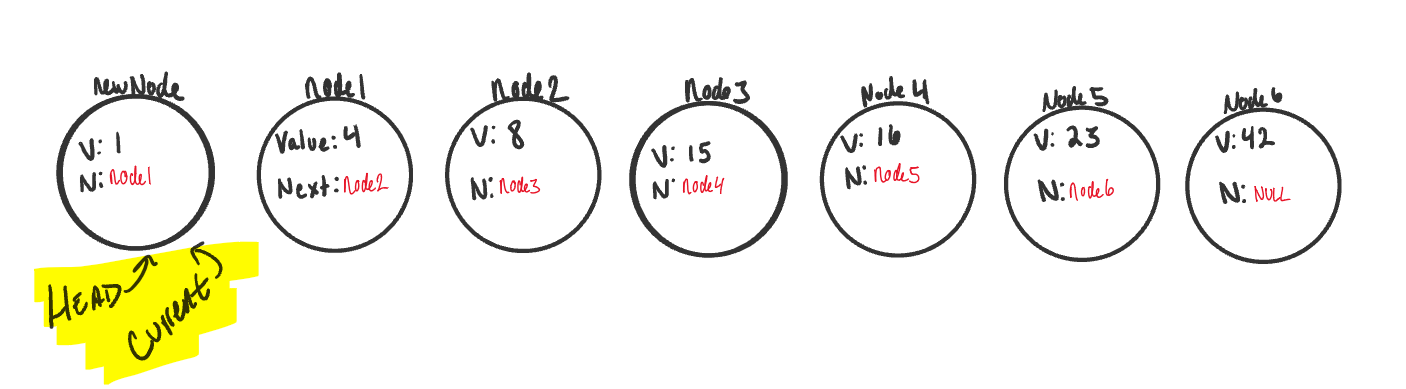 newNode
V: 1
N: node1
node1
Value: 4
Next: node2
node2
V: 8
N: node3
node3
V: 15
N: node4
Node4
V: 16
N: node5
Node5
V: 23
N: node6
Node6
V: 42
N: NULL
HEAD
Current